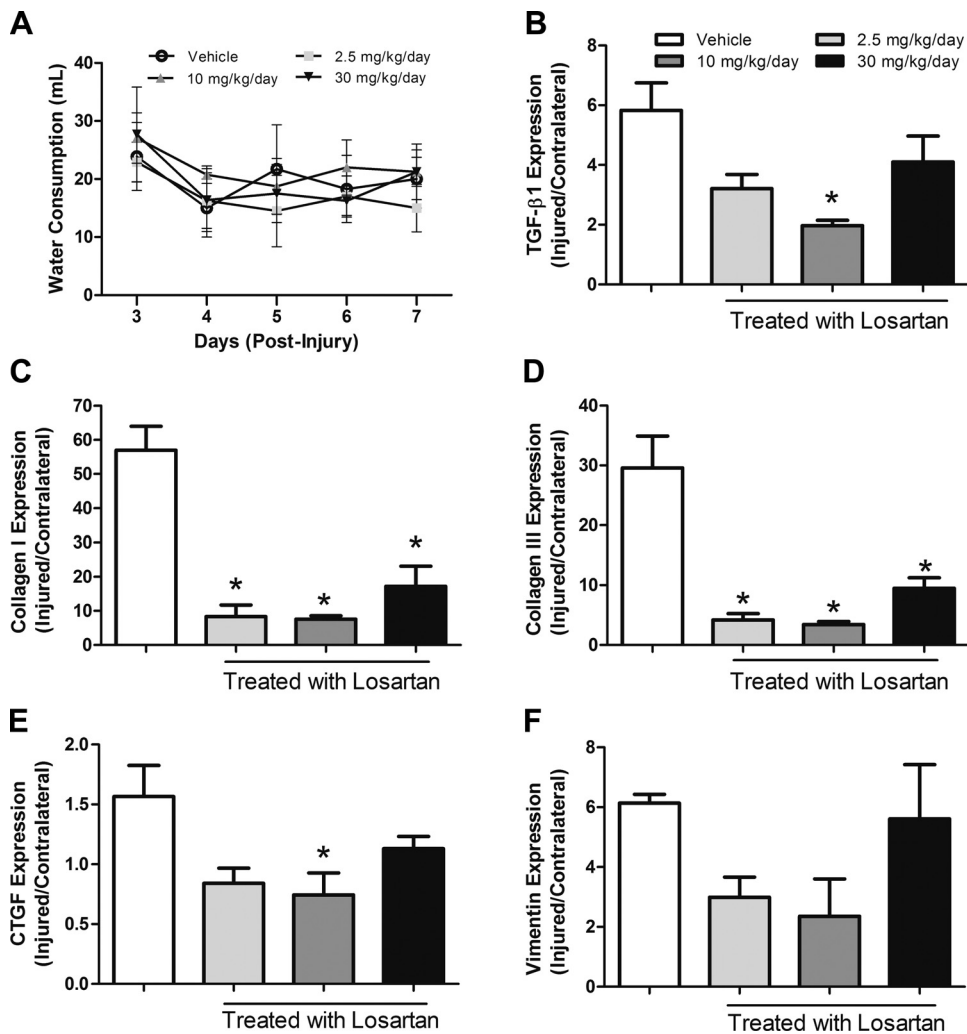 A
Vehicle
2.5 mg/kg/day
10 mg/kg/day
30 mg/kg/day
Water Consumption (mL)
40
30
20
10
0
3 4 5 6 7
Days (Post-Injury)
B
Vehicle
2.5 mg/kg/day
10 mg/kg/day
30 mg/kg/day
TGF-β1 Expression
(Injured/Contralateral)
8
6
4
2
0
*
Treated with Losartan
C
Collagen I Expression
(Injured/Contralateral)
70
60
50
40
30
20
10
0
* * *
Treated with Losartan
D
Collagen III Expression
(Injured/Contralateral)
40
30
20
10
0
* * *
Treated with Losartan
E
CTGF Expression
(Injured/Contralateral)
2.0
1.5
1.0
0.5
0.0
*
Treated with Losartan
F
Vimentin Expression
(Injured/Contralateral)
8
6
4
2
0
Treated with Losartan